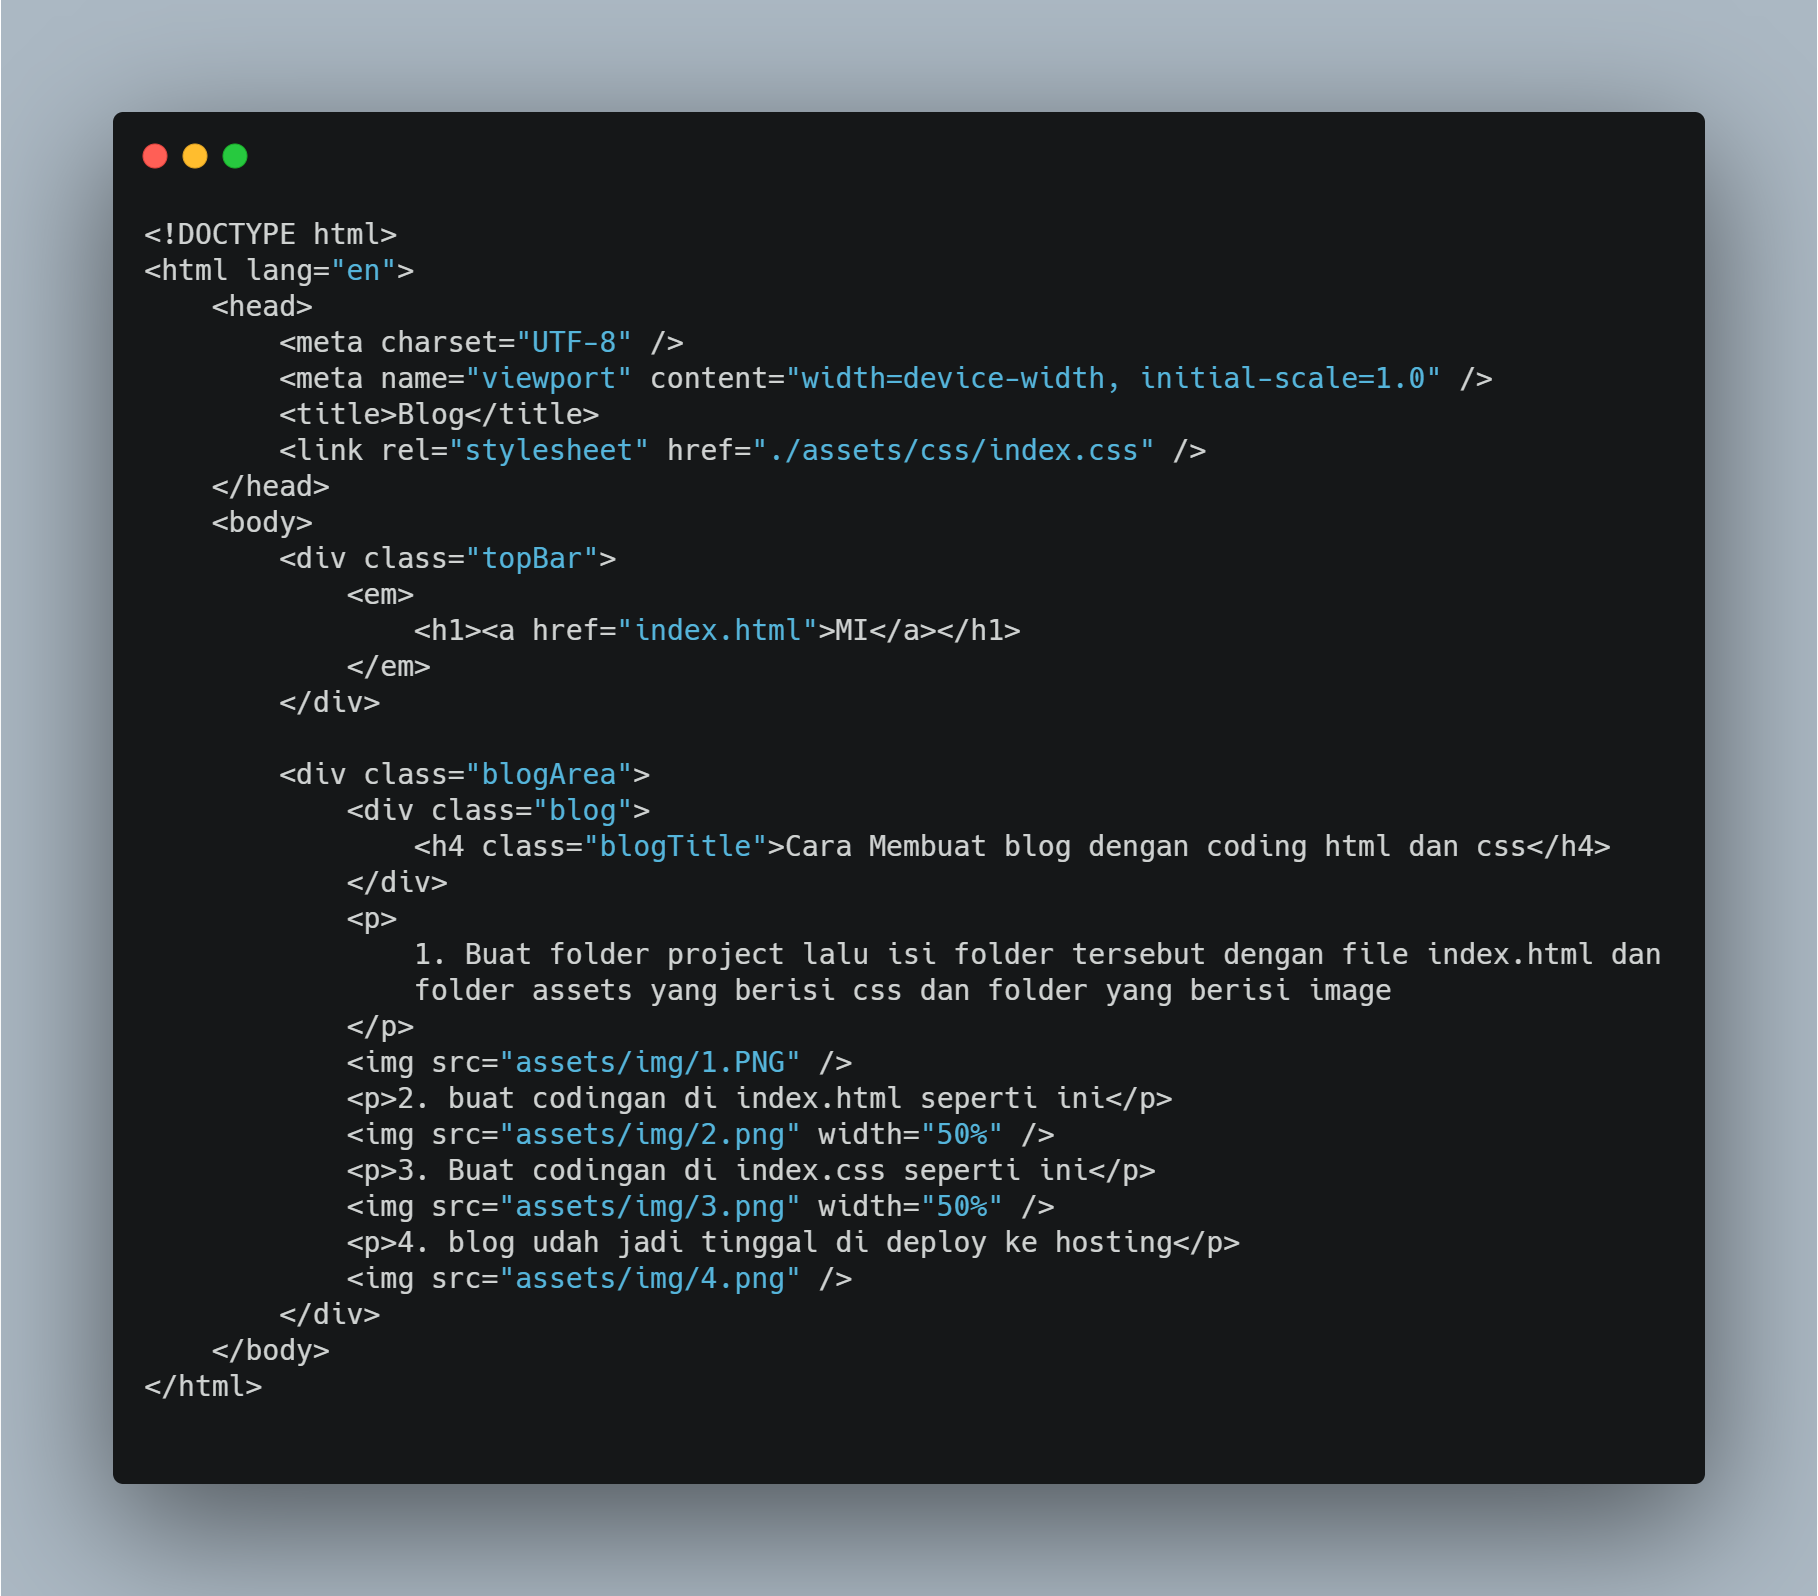 <!DOCTYPE html>
<html lang="en">
    <head>
        <meta charset="UTF-8" />
        <meta name="viewport" content="width=device-width, initial-scale=1.0" />
        <title>Blog</title>
        <link rel="stylesheet" href="./assets/css/index.css" />
    </head>
    <body>
        <div class="topBar">
            <em>
                <h1><a href="index.html">MI</a></h1>
            </em>
        </div>

        <div class="blogArea">
            <div class="blog">
                <h4 class="blogTitle">Cara Membuat blog dengan coding html dan css</h4>
            </div>
            <p>
                1. Buat folder project lalu isi folder tersebut dengan file index.html dan
                folder assets yang berisi css dan folder yang berisi image
            </p>
            <img src="assets/img/1.PNG" />
            <p>2. buat codingan di index.html seperti ini</p>
            <img src="assets/img/2.png" width="50%" />
            <p>3. Buat codingan di index.css seperti ini</p>
            <img src="assets/img/3.png" width="50%" />
            <p>4. blog udah jadi tinggal di deploy ke hosting</p>
            <img src="assets/img/4.png" />
        </div>
    </body>
</html>